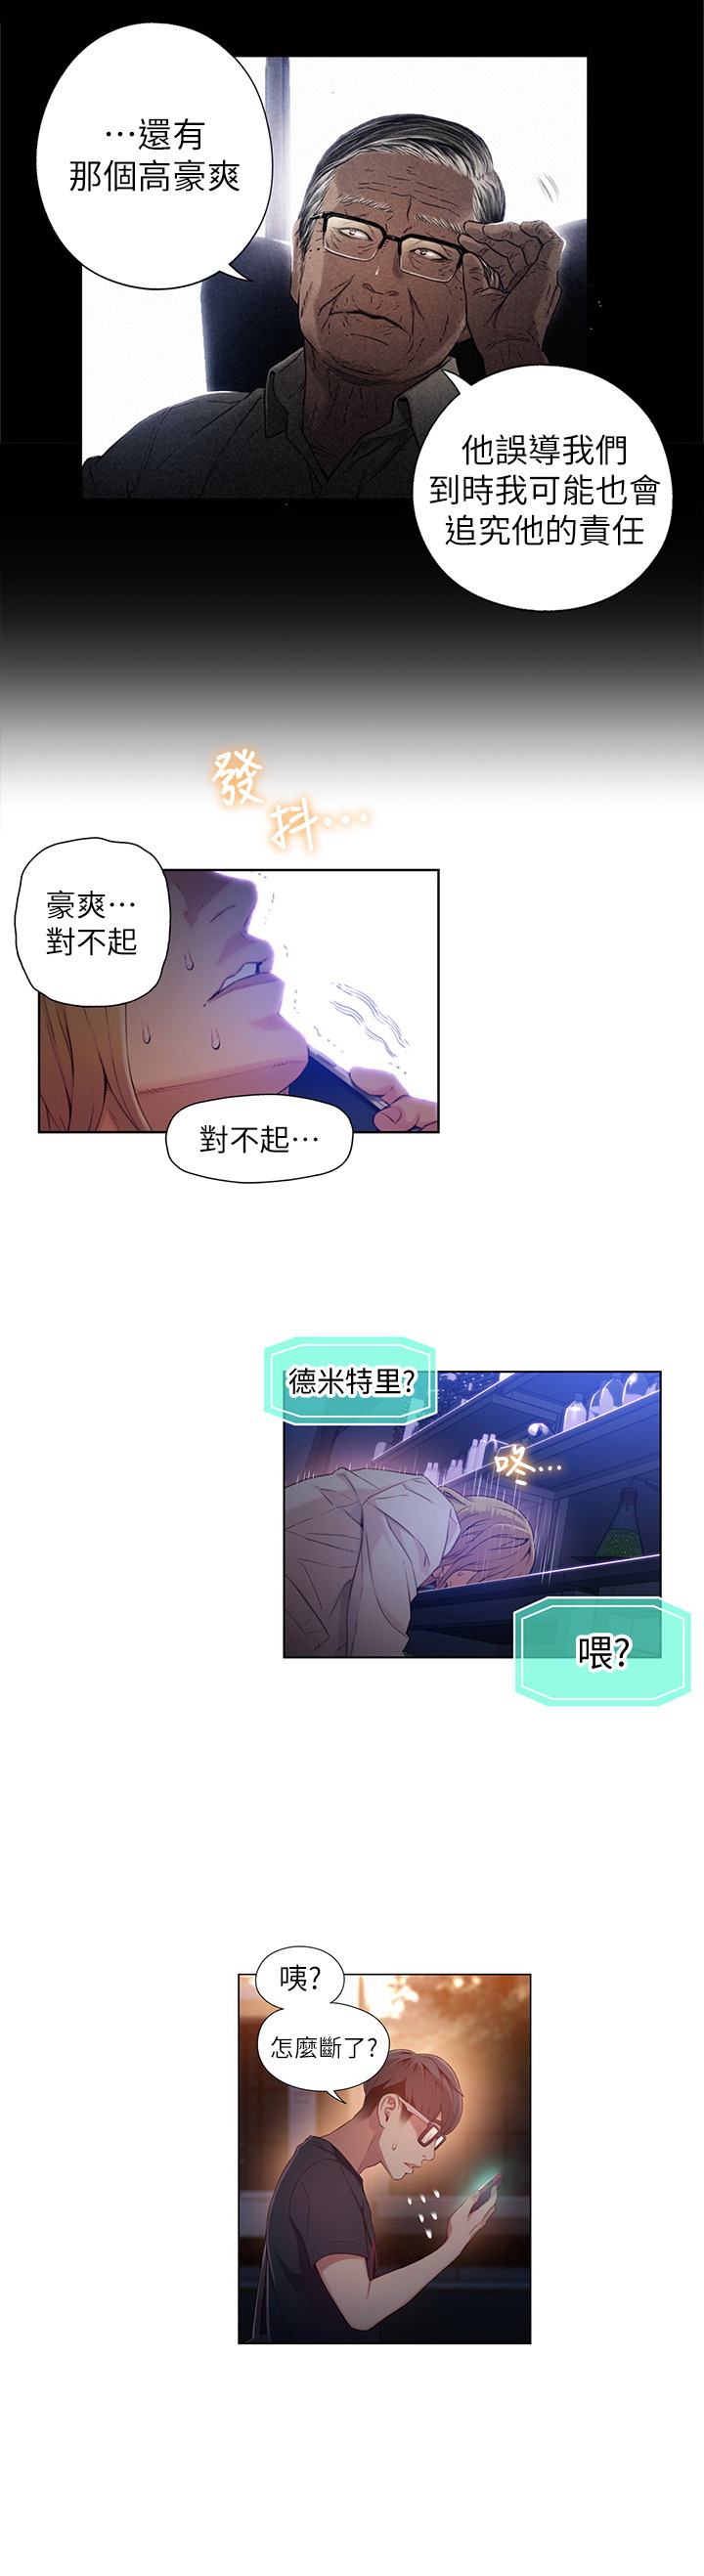 …還有
那個高豪爽
他誤導我們
到時我可能也會
追究他的責任
發
抖…
豪爽…
對不起
對不起…
德米特里?
咚…
喂?
咦?
怎麼斷了?